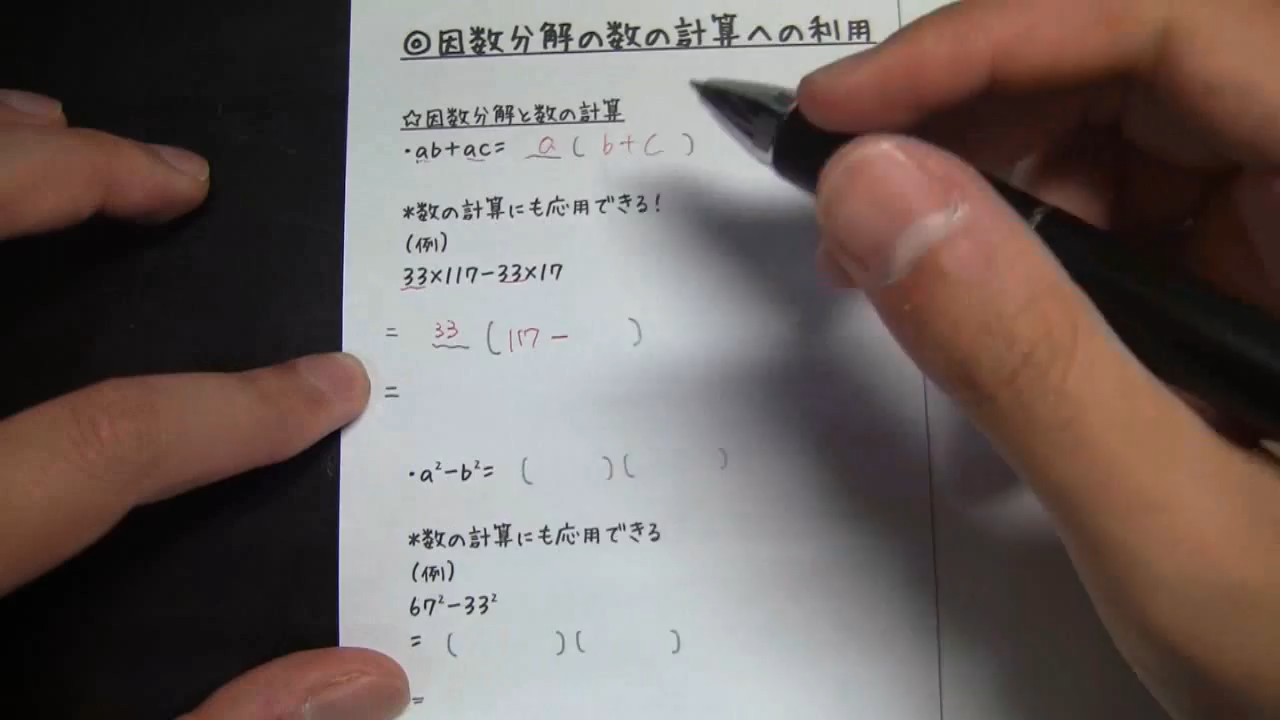 ◎因数分解の数の計算への利用
☆因数分解と数の計算
・ab+ac= a(b+c)
*数の計算にも応用できる!
(例)
33×117-33×17
= 33(117- )
=
・a²-b²= ( )( )
*数の計算にも応用できる
(例)
67²-33²
= ( )( )
=